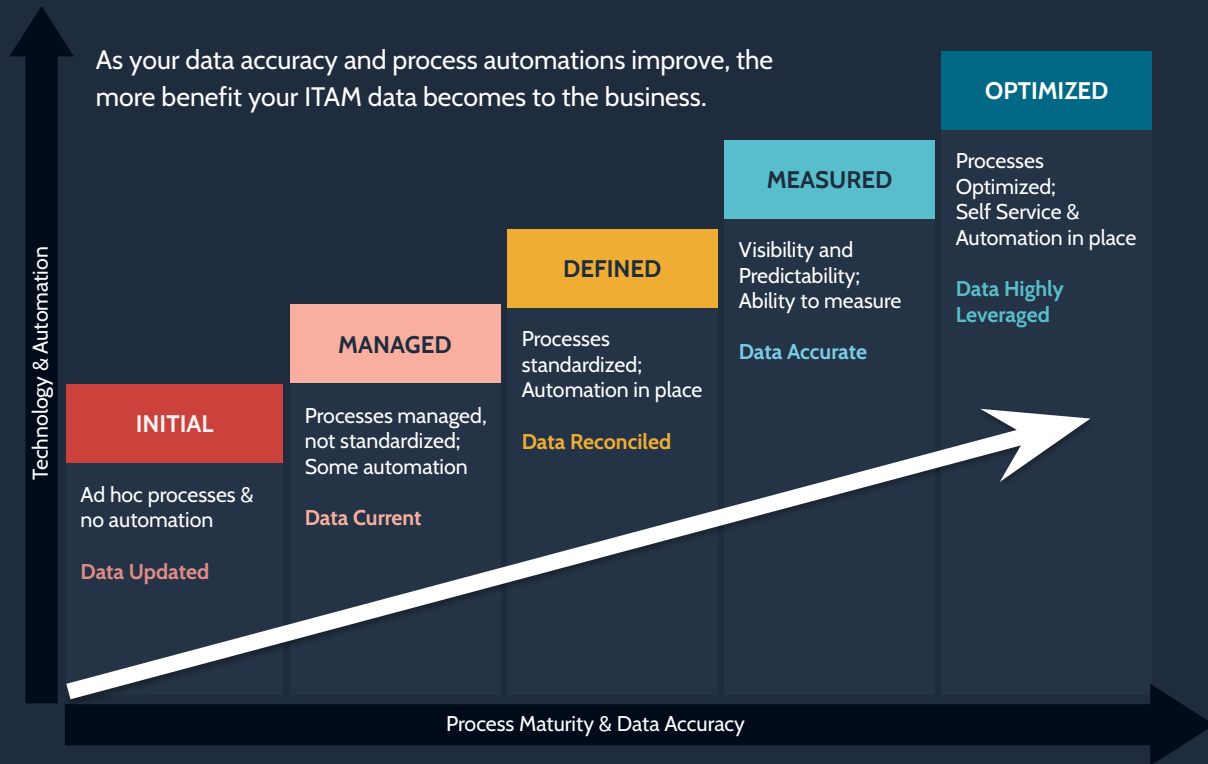 As your data accuracy and process automations improve, the
more benefit your ITAM data becomes to the business.
Technology & Automation
INITIAL
Ad hoc processes &
no automation
Data Updated
MANAGED
Processes managed,
not standardized;
Some automation
Data Current
DEFINED
Processes
standardized;
Automation in place
Data Reconciled
MEASURED
Visibility and
Predictability;
Ability to measure
Data Accurate
OPTIMIZED
Processes
Optimized;
Self Service &
Automation in place
Data Highly
Leveraged
Process Maturity & Data Accuracy